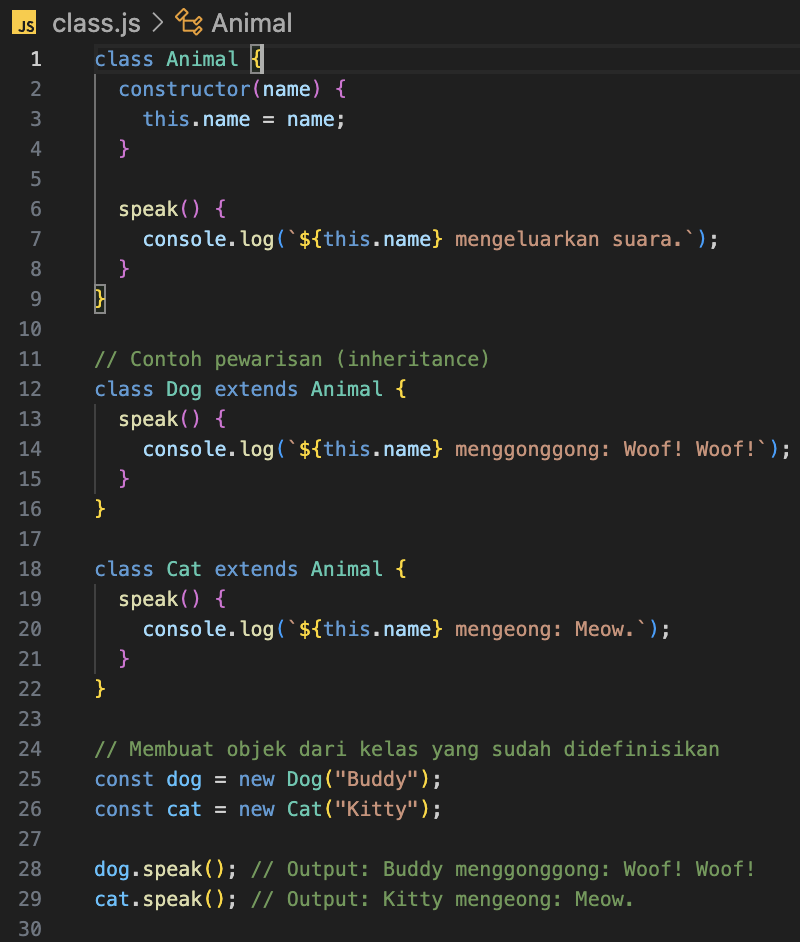 JS class.js > Animal
1 class Animal {
2   constructor(name) {
3     this.name = name;
4   }
5
6   speak() {
7     console.log(`${this.name} mengeluarkan suara.`);
8   }
9 }
10
11 // Contoh pewarisan (inheritance)
12 class Dog extends Animal {
13   speak() {
14     console.log(`${this.name} menggonggong: Woof! Woof!`);
15   }
16 }
17
18 class Cat extends Animal {
19   speak() {
20     console.log(`${this.name} mengeong: Meow.`);
21   }
22 }
23
24 // Membuat objek dari kelas yang sudah didefinisikan
25 const dog = new Dog("Buddy");
26 const cat = new Cat("Kitty");
27
28 dog.speak(); // Output: Buddy menggonggong: Woof! Woof!
29 cat.speak(); // Output: Kitty mengeong: Meow.
30